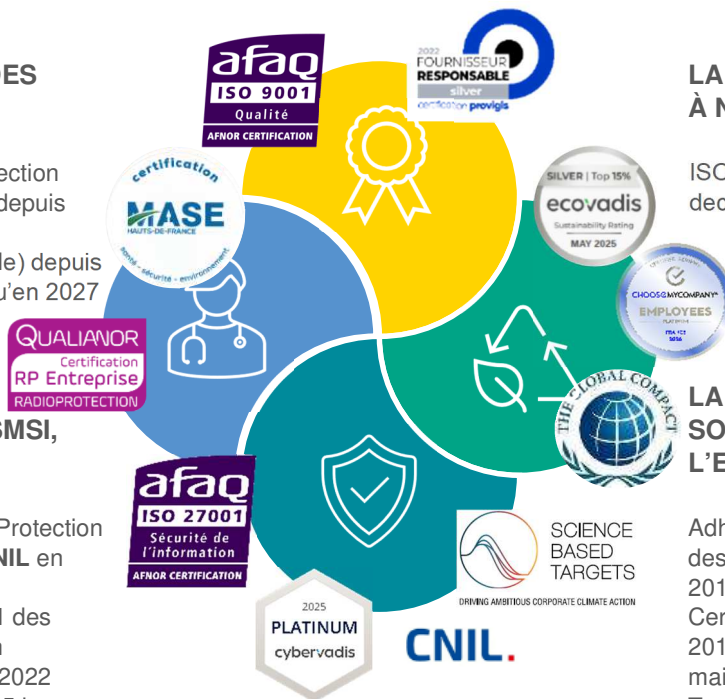 DES
afaq
ISO 9001
Qualité
AFNOR CERTIFICATION
2022
FOURNISSEUR
RESPONSABLE
silver
certification provigis
LA
À N
ection
depuis
le) depuis
u'en 2027
certification
MASE
HAUTS-DE-FRANCE
santé - sécurité - environnement
ISO
dec
SILVER | Top 15%
ecovadis
Sustainability Rating
MAY 2025
CHOOSEMYCOMPANY
EMPLOYEES
QUALIANOR
Certification
RP Entreprise
RADIOPROTECTION
THE GLOBAL COMPACT
LA
SO
L'E
SMSI,
Protection
NIL en
l des
n
2022
afaq
ISO 27001
Sécurité de
l'information
AFNOR CERTIFICATION
SCIENCE
BASED
TARGETS
DRIVING AMBITIOUS CORPORATE CLIMATE ACTION
2025
PLATINUM
cybervadis
CNIL.
Adh
des
201
Cer
201
mai